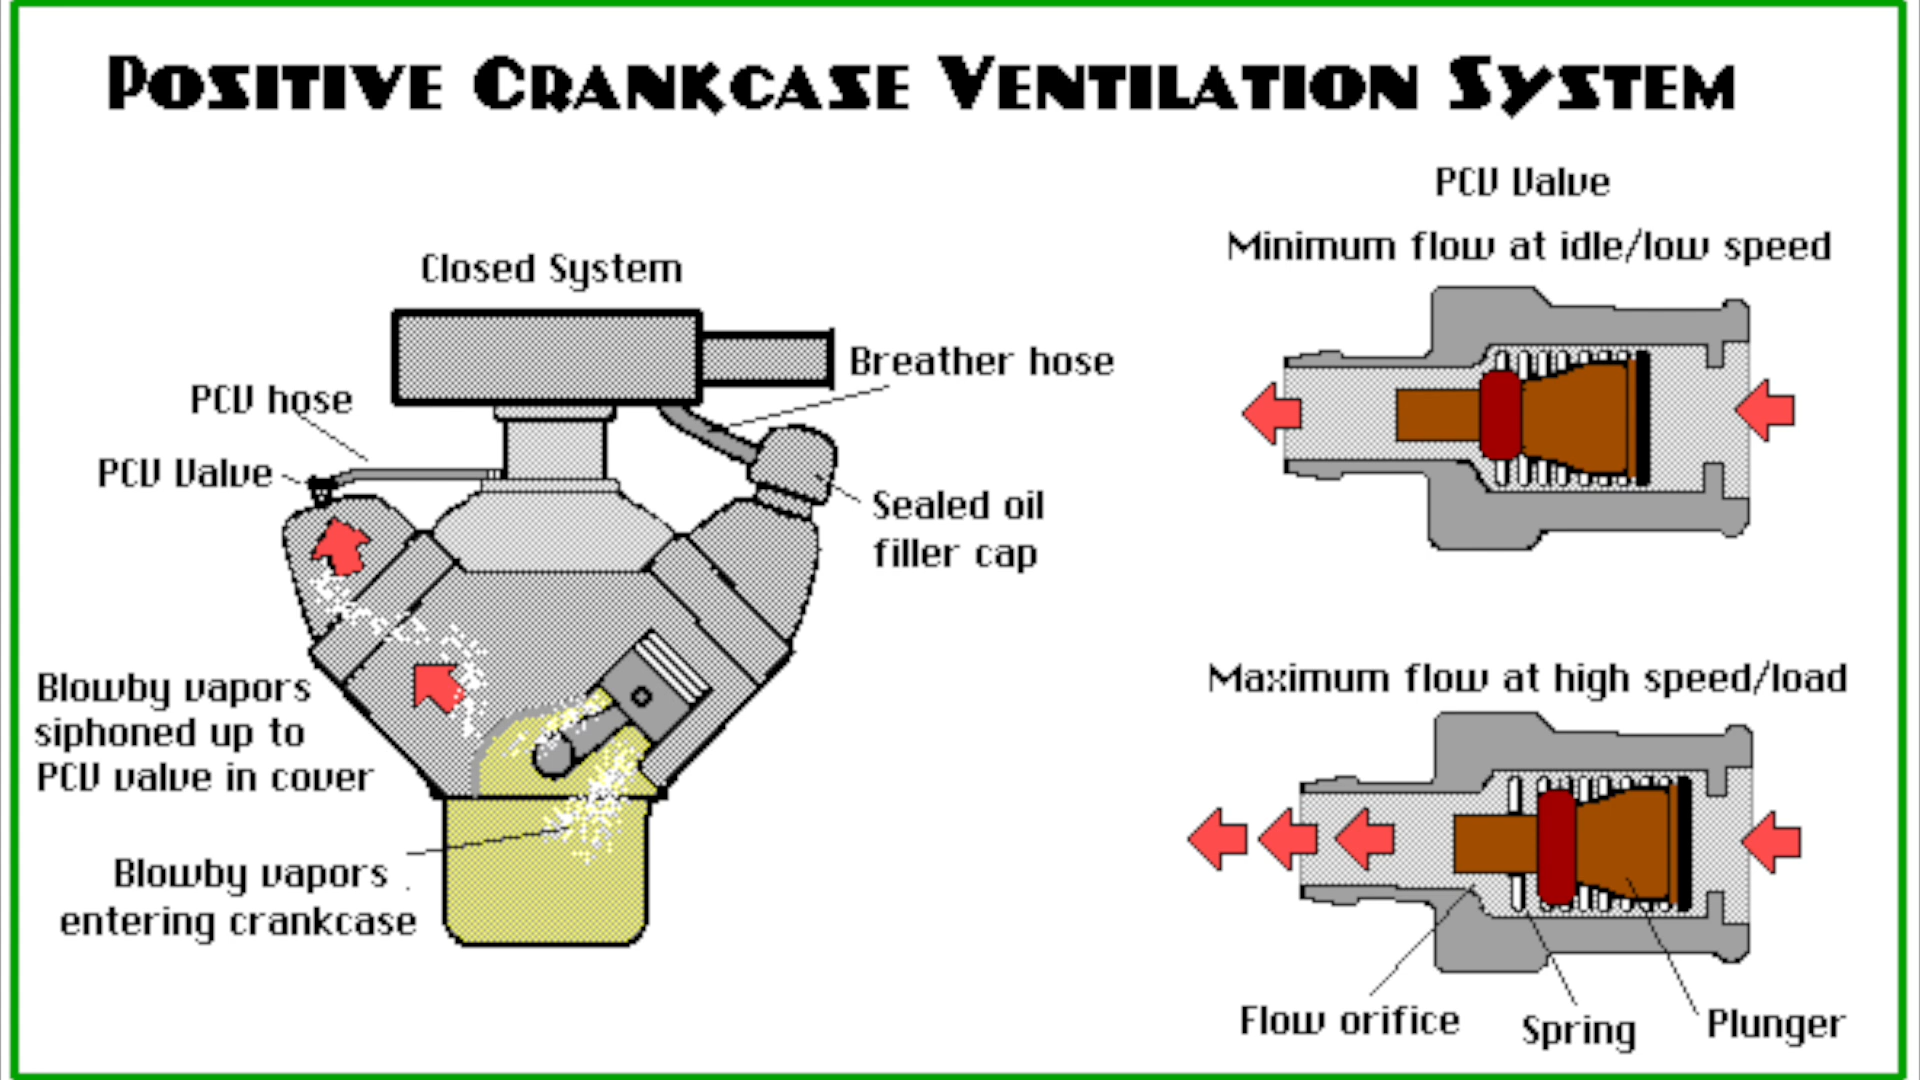 POSITIVE CRANKCASE VENTILATION SYSTEM
PCV Valve
Minimum flow at idle/low speed
Closed System
Breather hose
PCV hose
PCV Valve
Sealed oil
filler cap
Maximum flow at high speed/load
Blowby vapors
siphoned up to
PCV valve in cover
Blowby vapors
entering crankcase
Flow orifice
Spring
Plunger